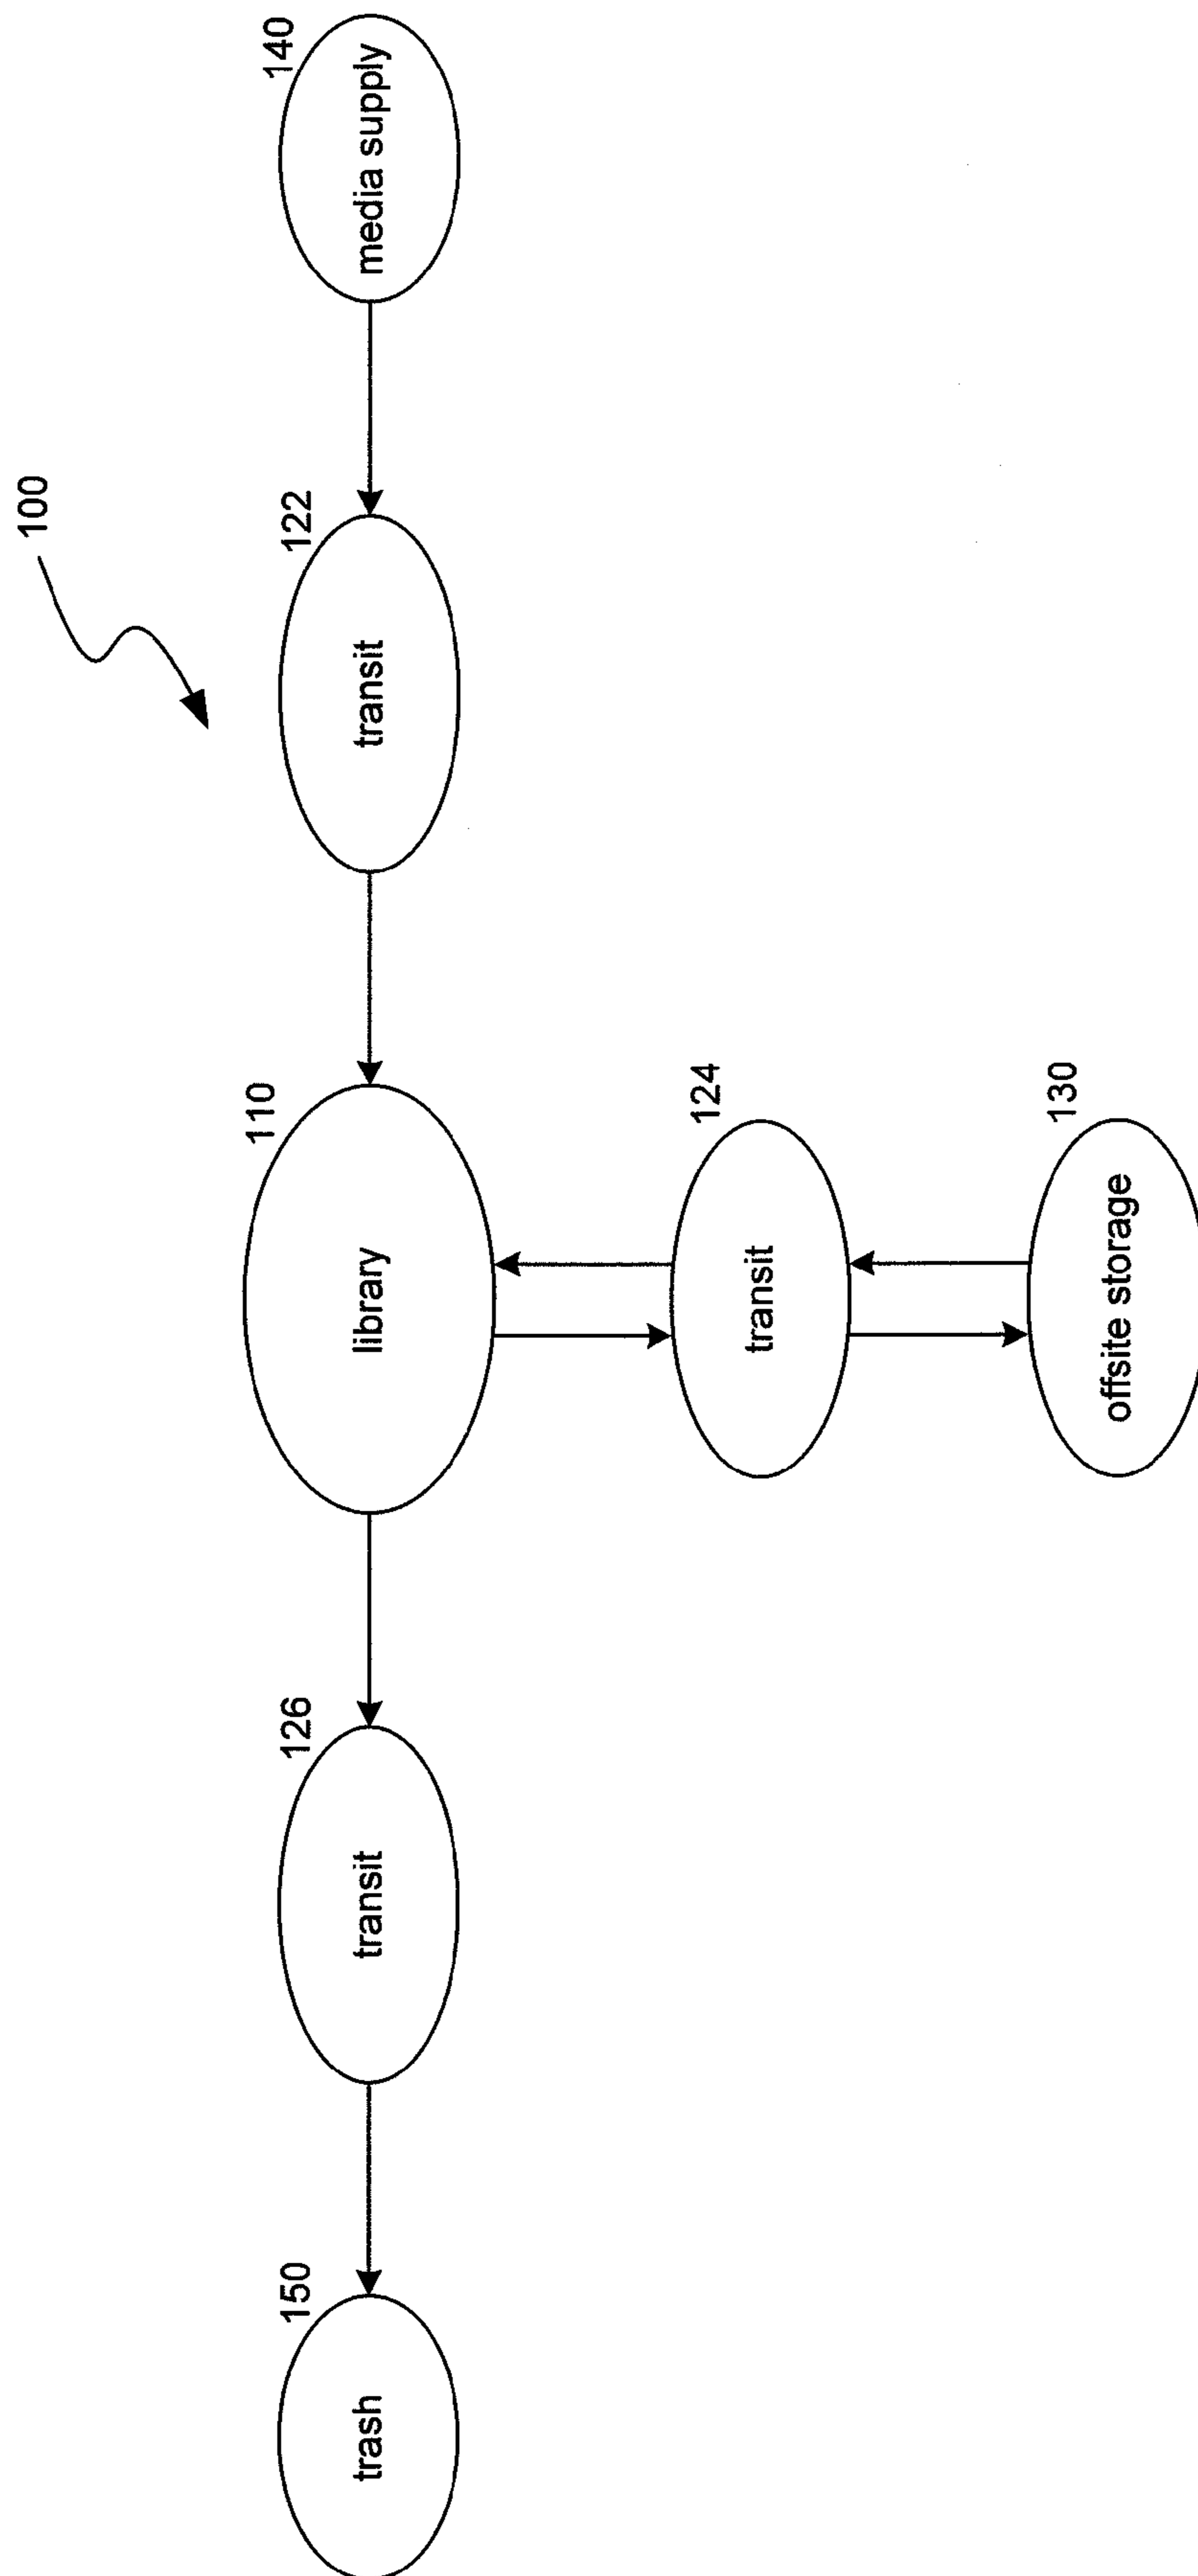 100
150
trash
126
transit
110
library
122
transit
140
media supply
124
transit
130
offsite storage